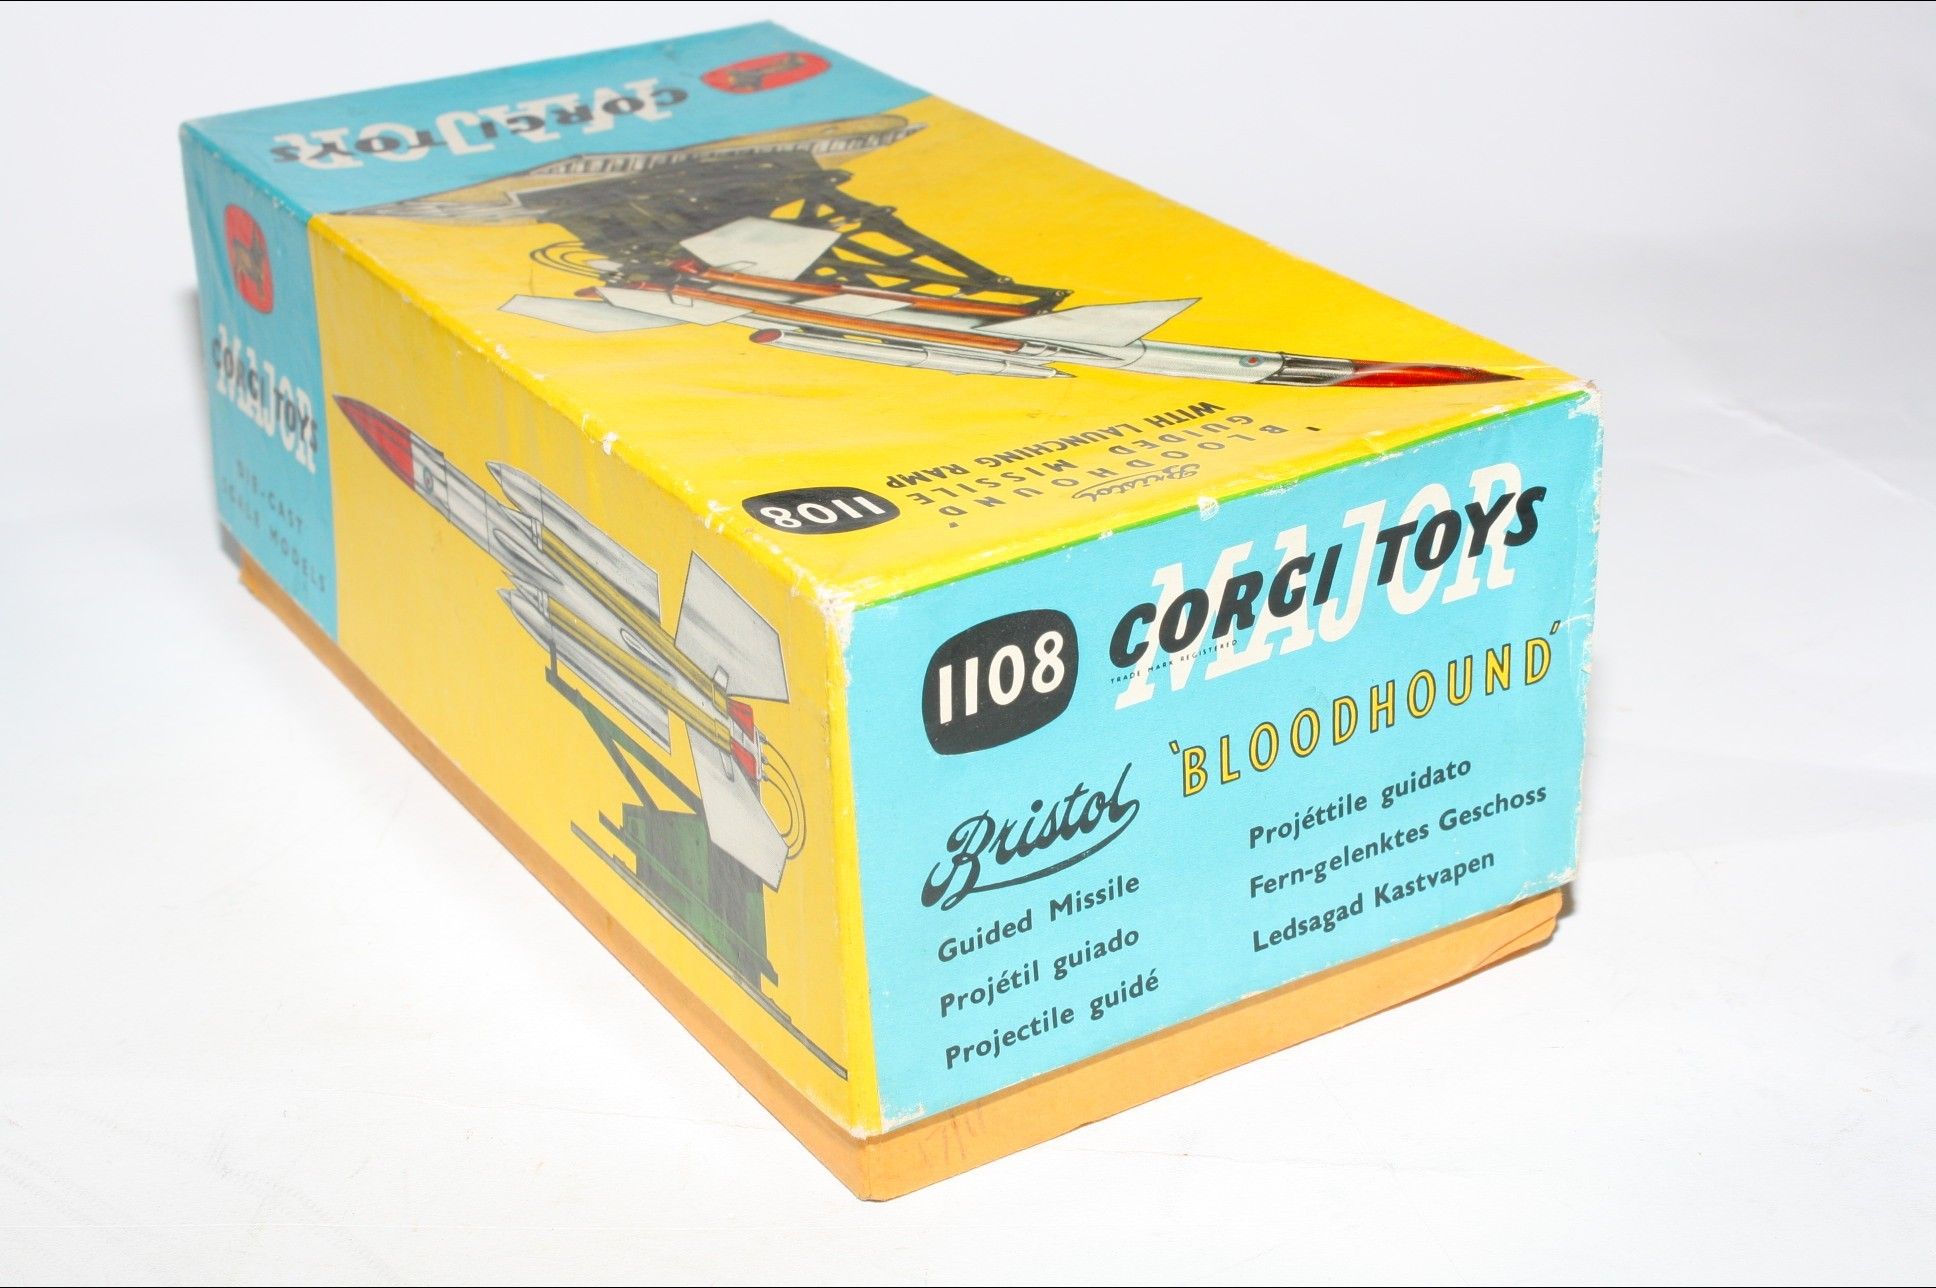 CORGI TOYS
MAJOR
'BLOODHOUND'
GUIDED MISSILE
WITH LAUNCHING RAMP
Bristol
1108
CORGI TOYS
MAJOR
DIE-CAST
SCALE MODELS
1108
CORGI TOYS
MAJOR
TRADE MARK REGISTERED
'BLOODHOUND'
Bristol
Guided Missile
Projétil guiado
Projectile guidé
Projéttile guidato
Fern-gelenktes Geschoss
Ledsagad Kastvapen